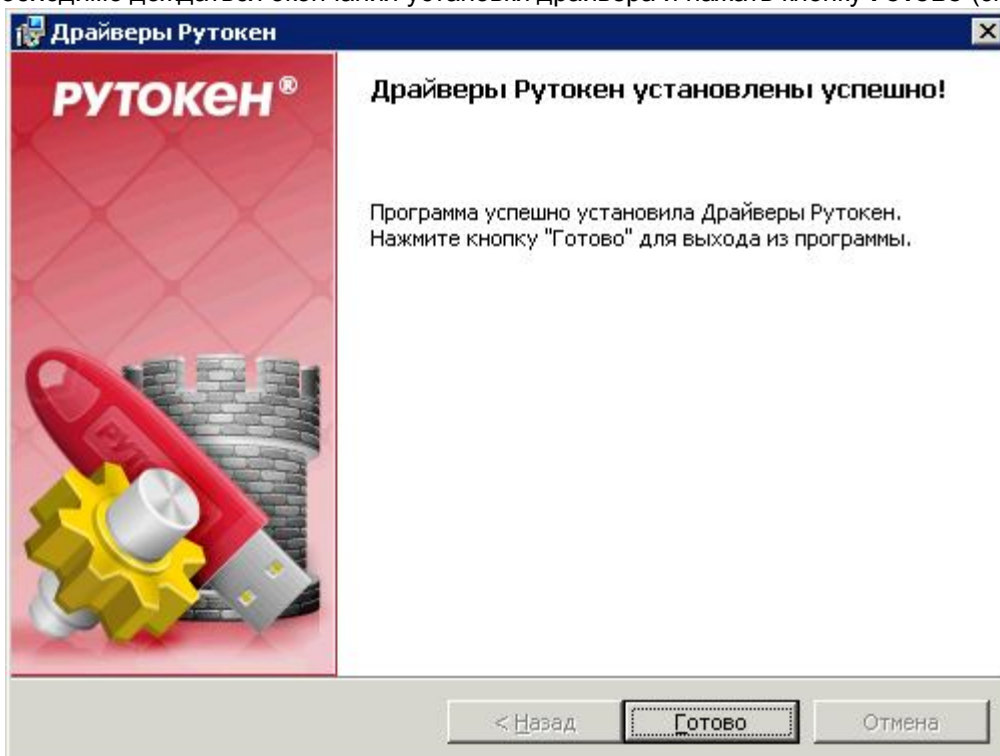 Драйверы Рутокен
РУТОКЕН®
Драйверы Рутокен установлены успешно!
Программа успешно установила Драйверы Рутокен.
Нажмите кнопку "Готово" для выхода из программы.
< Назад
Готово
Отмена